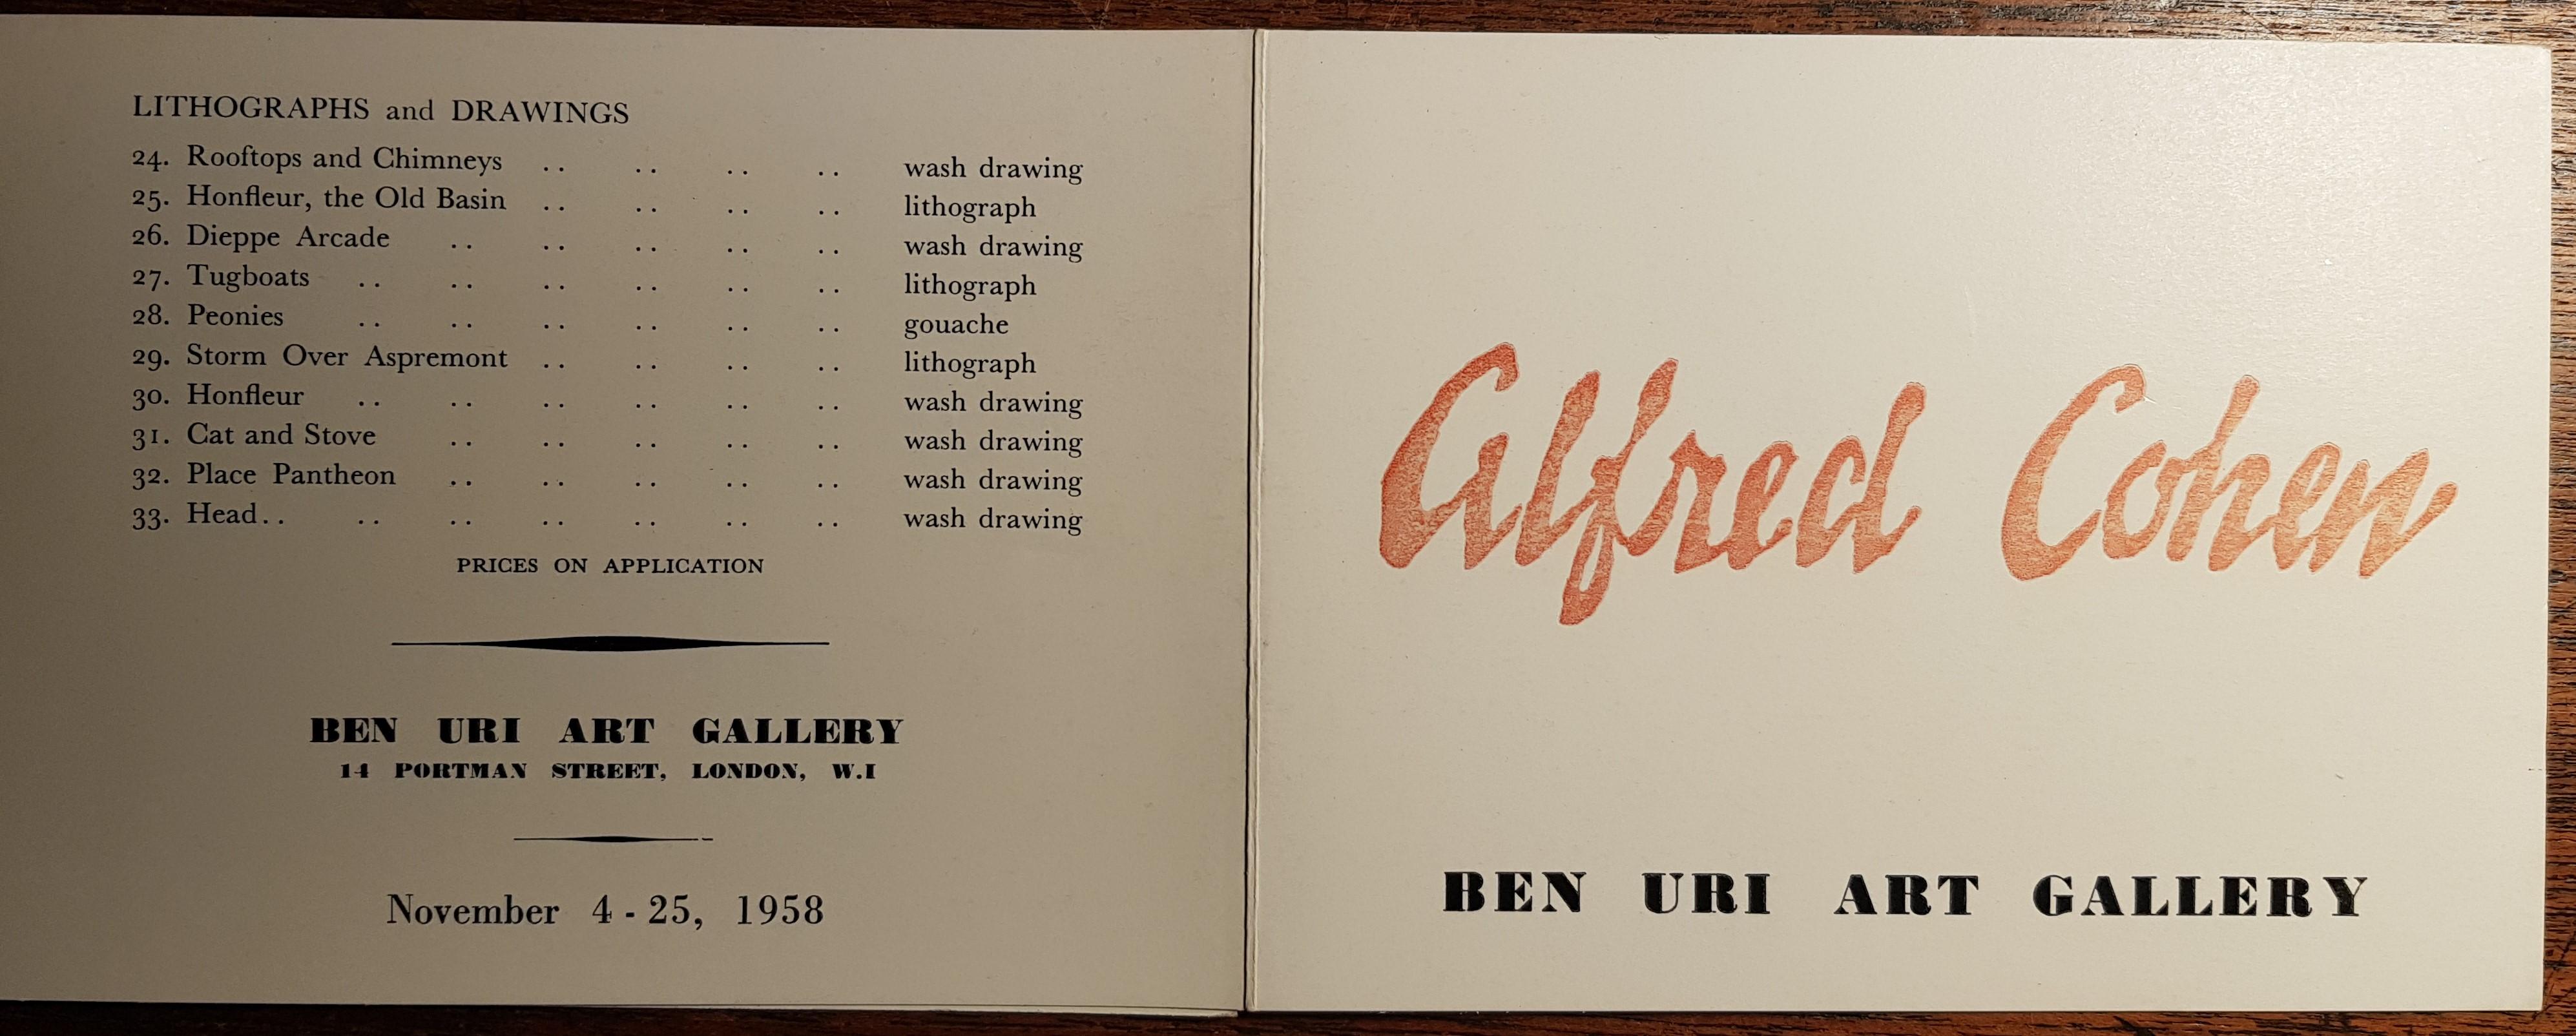 LITHOGRAPHS and DRAWINGS
24. Rooftops and Chimneys .. .. .. .. wash drawing
25. Honfleur, the Old Basin .. .. .. .. lithograph
26. Dieppe Arcade .. .. .. .. .. wash drawing
27. Tugboats .. .. .. .. .. .. lithograph
28. Peonies .. .. .. .. .. .. gouache
29. Storm Over Aspremont .. .. .. .. lithograph
30. Honfleur .. .. .. .. .. .. wash drawing
31. Cat and Stove .. .. .. .. .. wash drawing
32. Place Pantheon .. .. .. .. .. wash drawing
33. Head.. .. .. .. .. .. .. wash drawing
PRICES ON APPLICATION
BEN URI ART GALLERY
14 PORTMAN STREET, LONDON, W.I
November 4 - 25, 1958
Alfred Cohen
BEN URI ART GALLERY